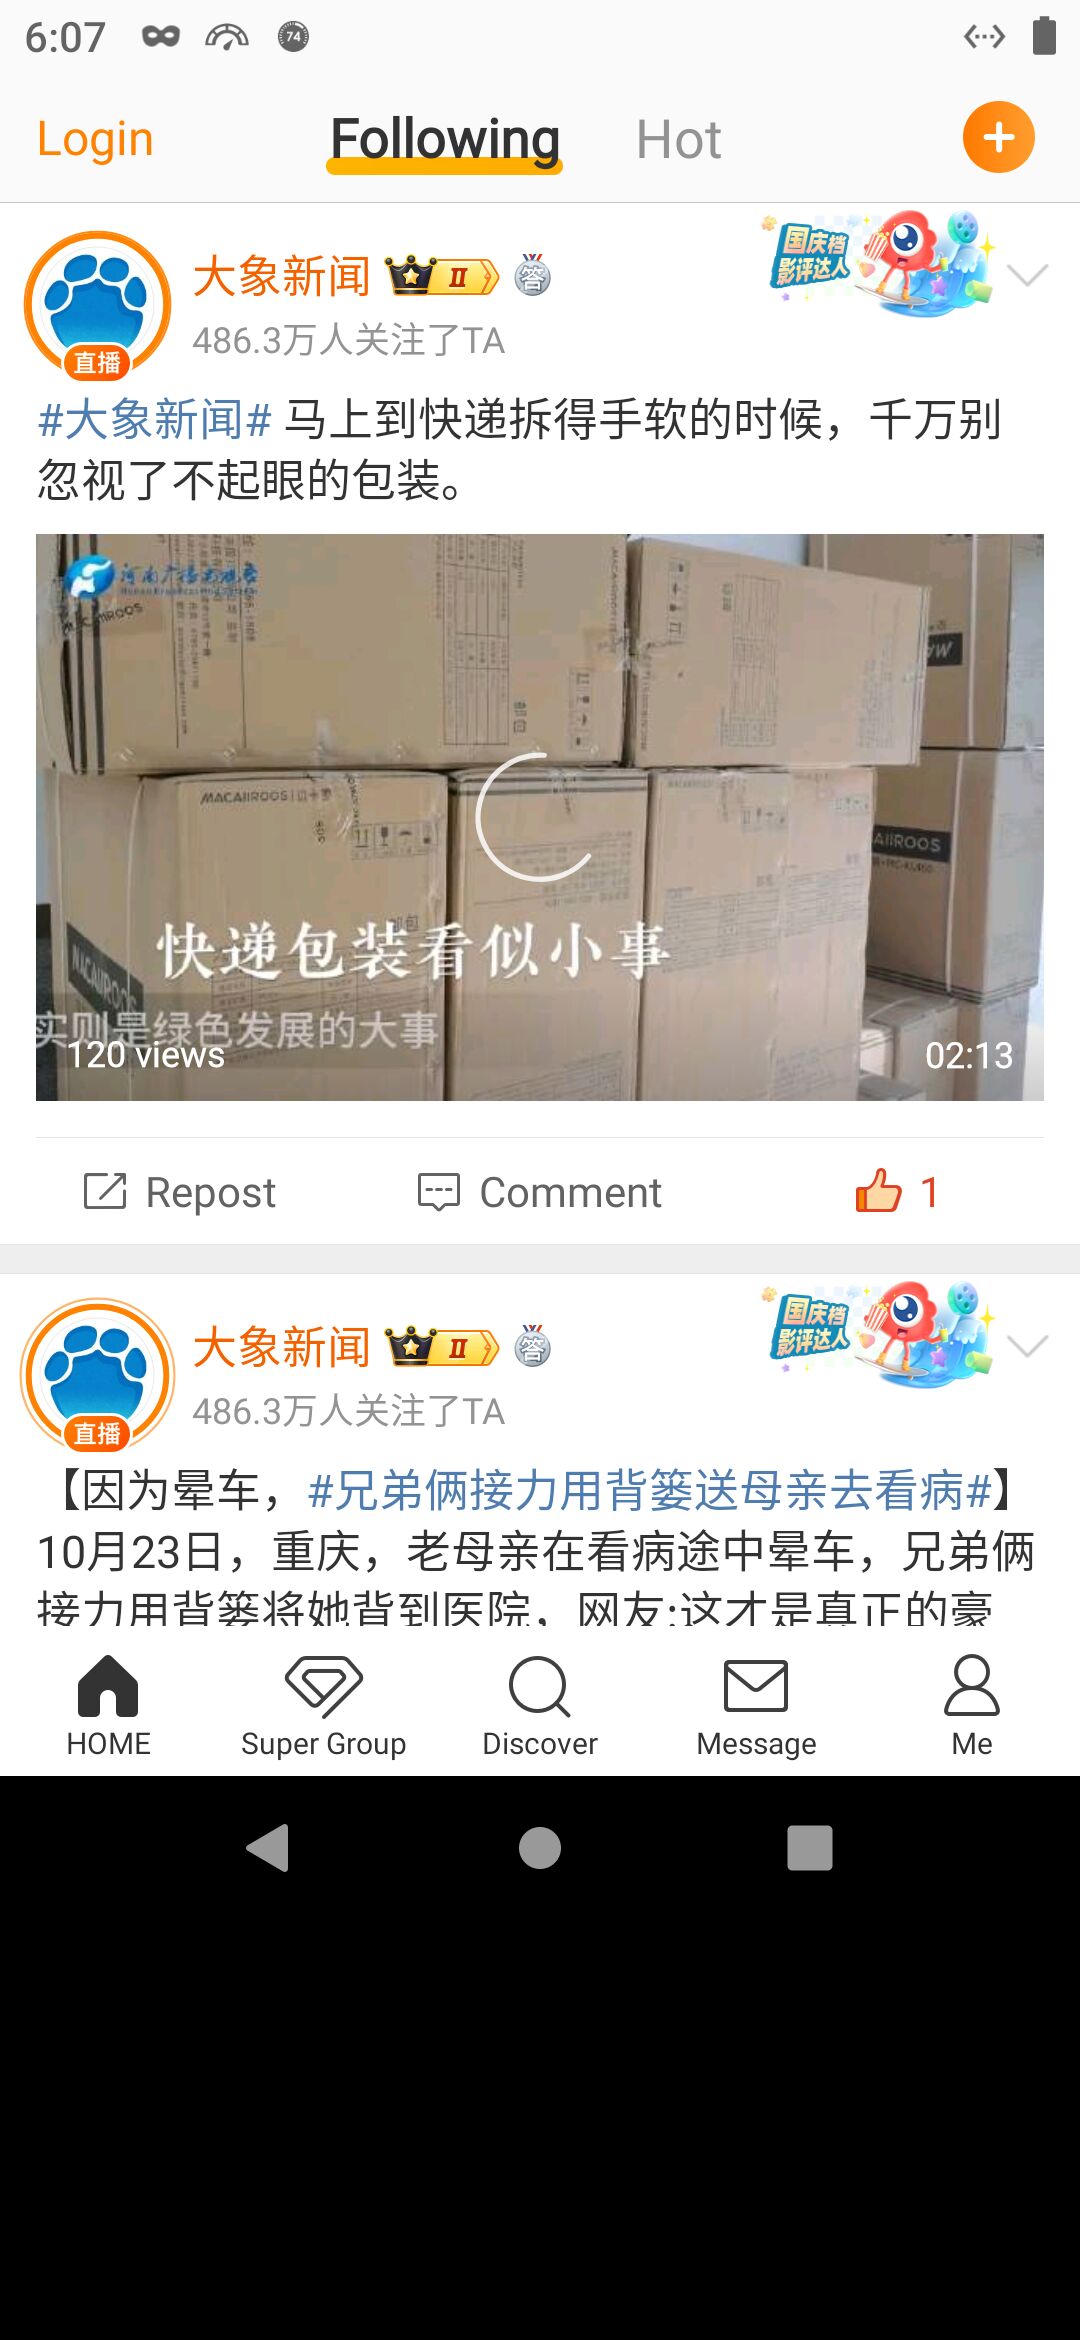 6:07
74
Login
Following
Hot
大象新闻
II
答
国庆档
影评达人
486.3万人关注了TA
直播
#大象新闻# 马上到快递拆得手软的时候，千万别
忽视了不起眼的包装。
MACAIIROOS
AIIROOS
快递包装看似小事
MACAIIROOS
实则是绿色发展的大事
120 views
02:13
Repost
Comment
1
大象新闻
II
答
国庆档
影评达人
486.3万人关注了TA
直播
【因为晕车，#兄弟俩接力用背篓送母亲去看病#】
10月23日，重庆，老母亲在看病途中晕车，兄弟俩
接力用背篓将她背到医院，网友:这才是真正的豪
HOME
Super Group
Discover
Message
Me